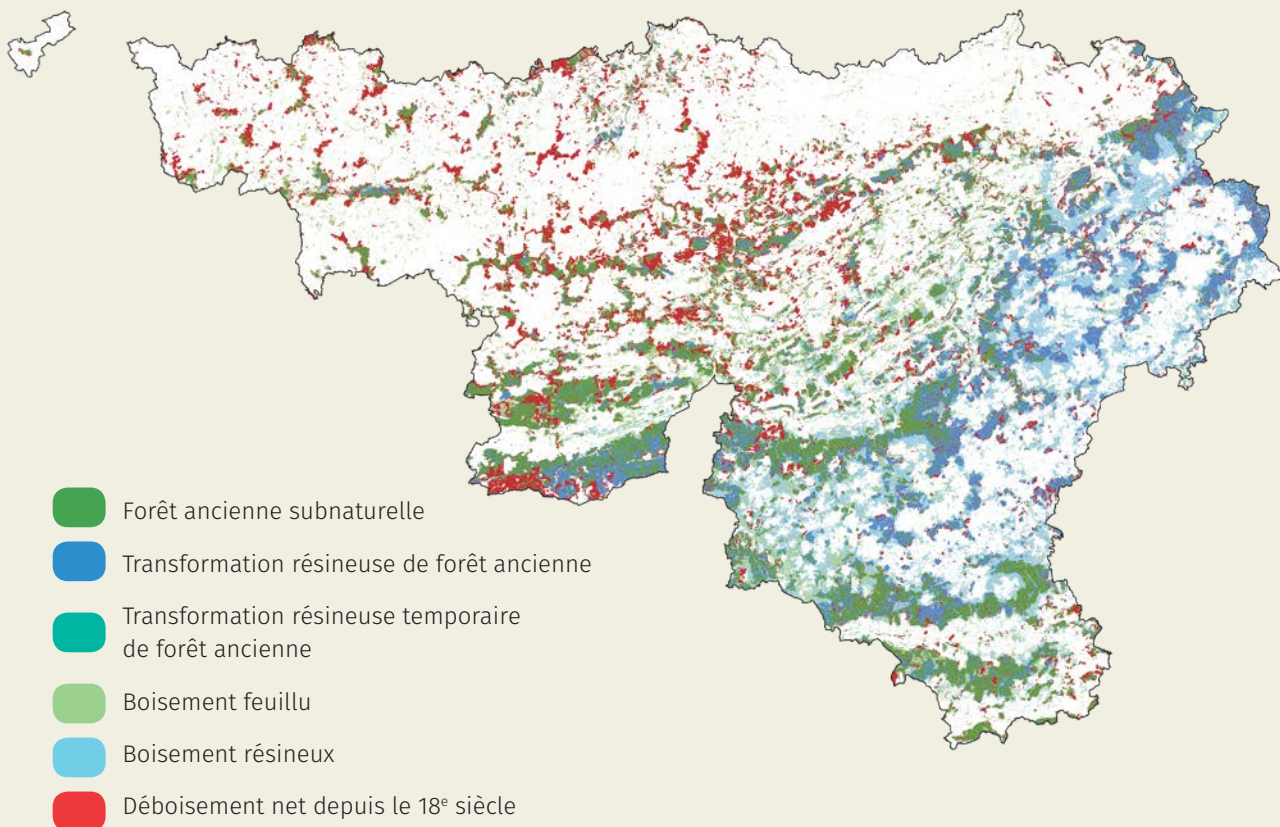 Forêt ancienne subnaturelle
Transformation résineuse de forêt ancienne
Transformation résineuse temporaire
de forêt ancienne
Boisement feuillu
Boisement résineux
Déboisement net depuis le 18ᵉ siècle